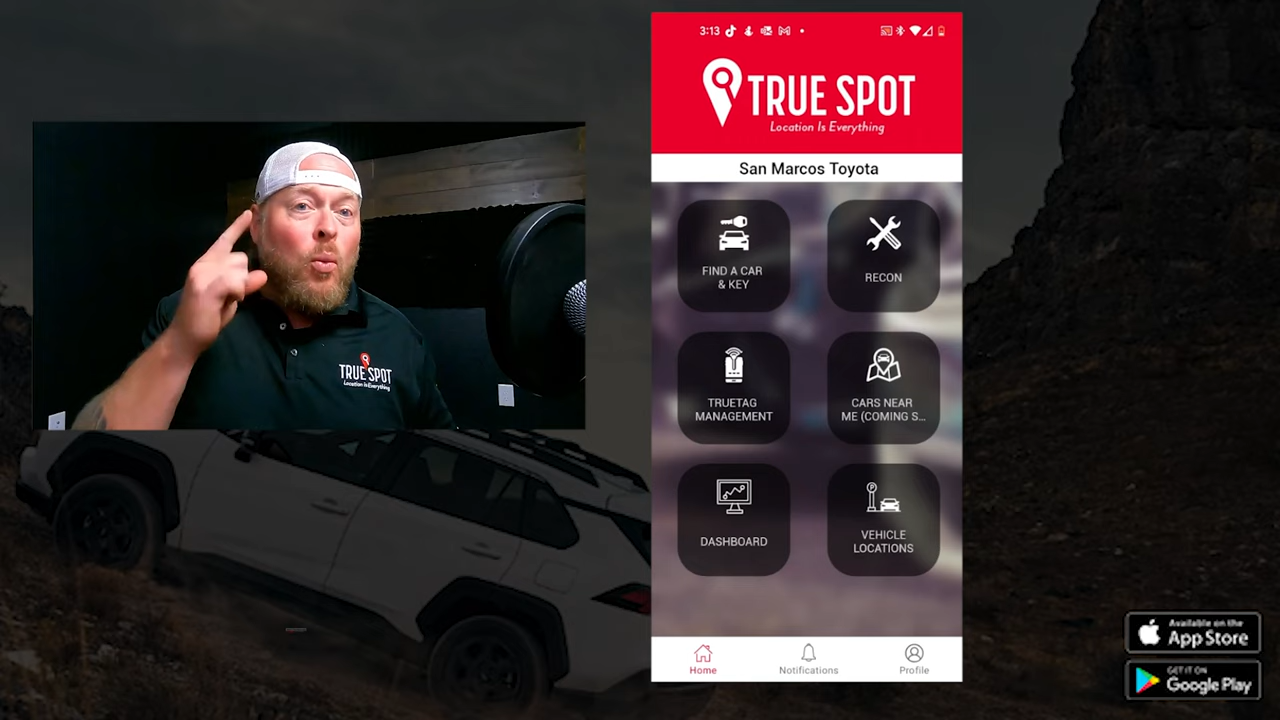 3:13
TRUE SPOT
Location Is Everything
San Marcos Toyota
FIND A CAR
& KEY
RECON
TRUETAG
MANAGEMENT
CARS NEAR
ME (COMING S...
DASHBOARD
P
VEHICLE
LOCATIONS
Home
Notifications
Profile
TRUE SPOT
Location Is Everything
Available on the
App Store
GET IT ON
Google Play